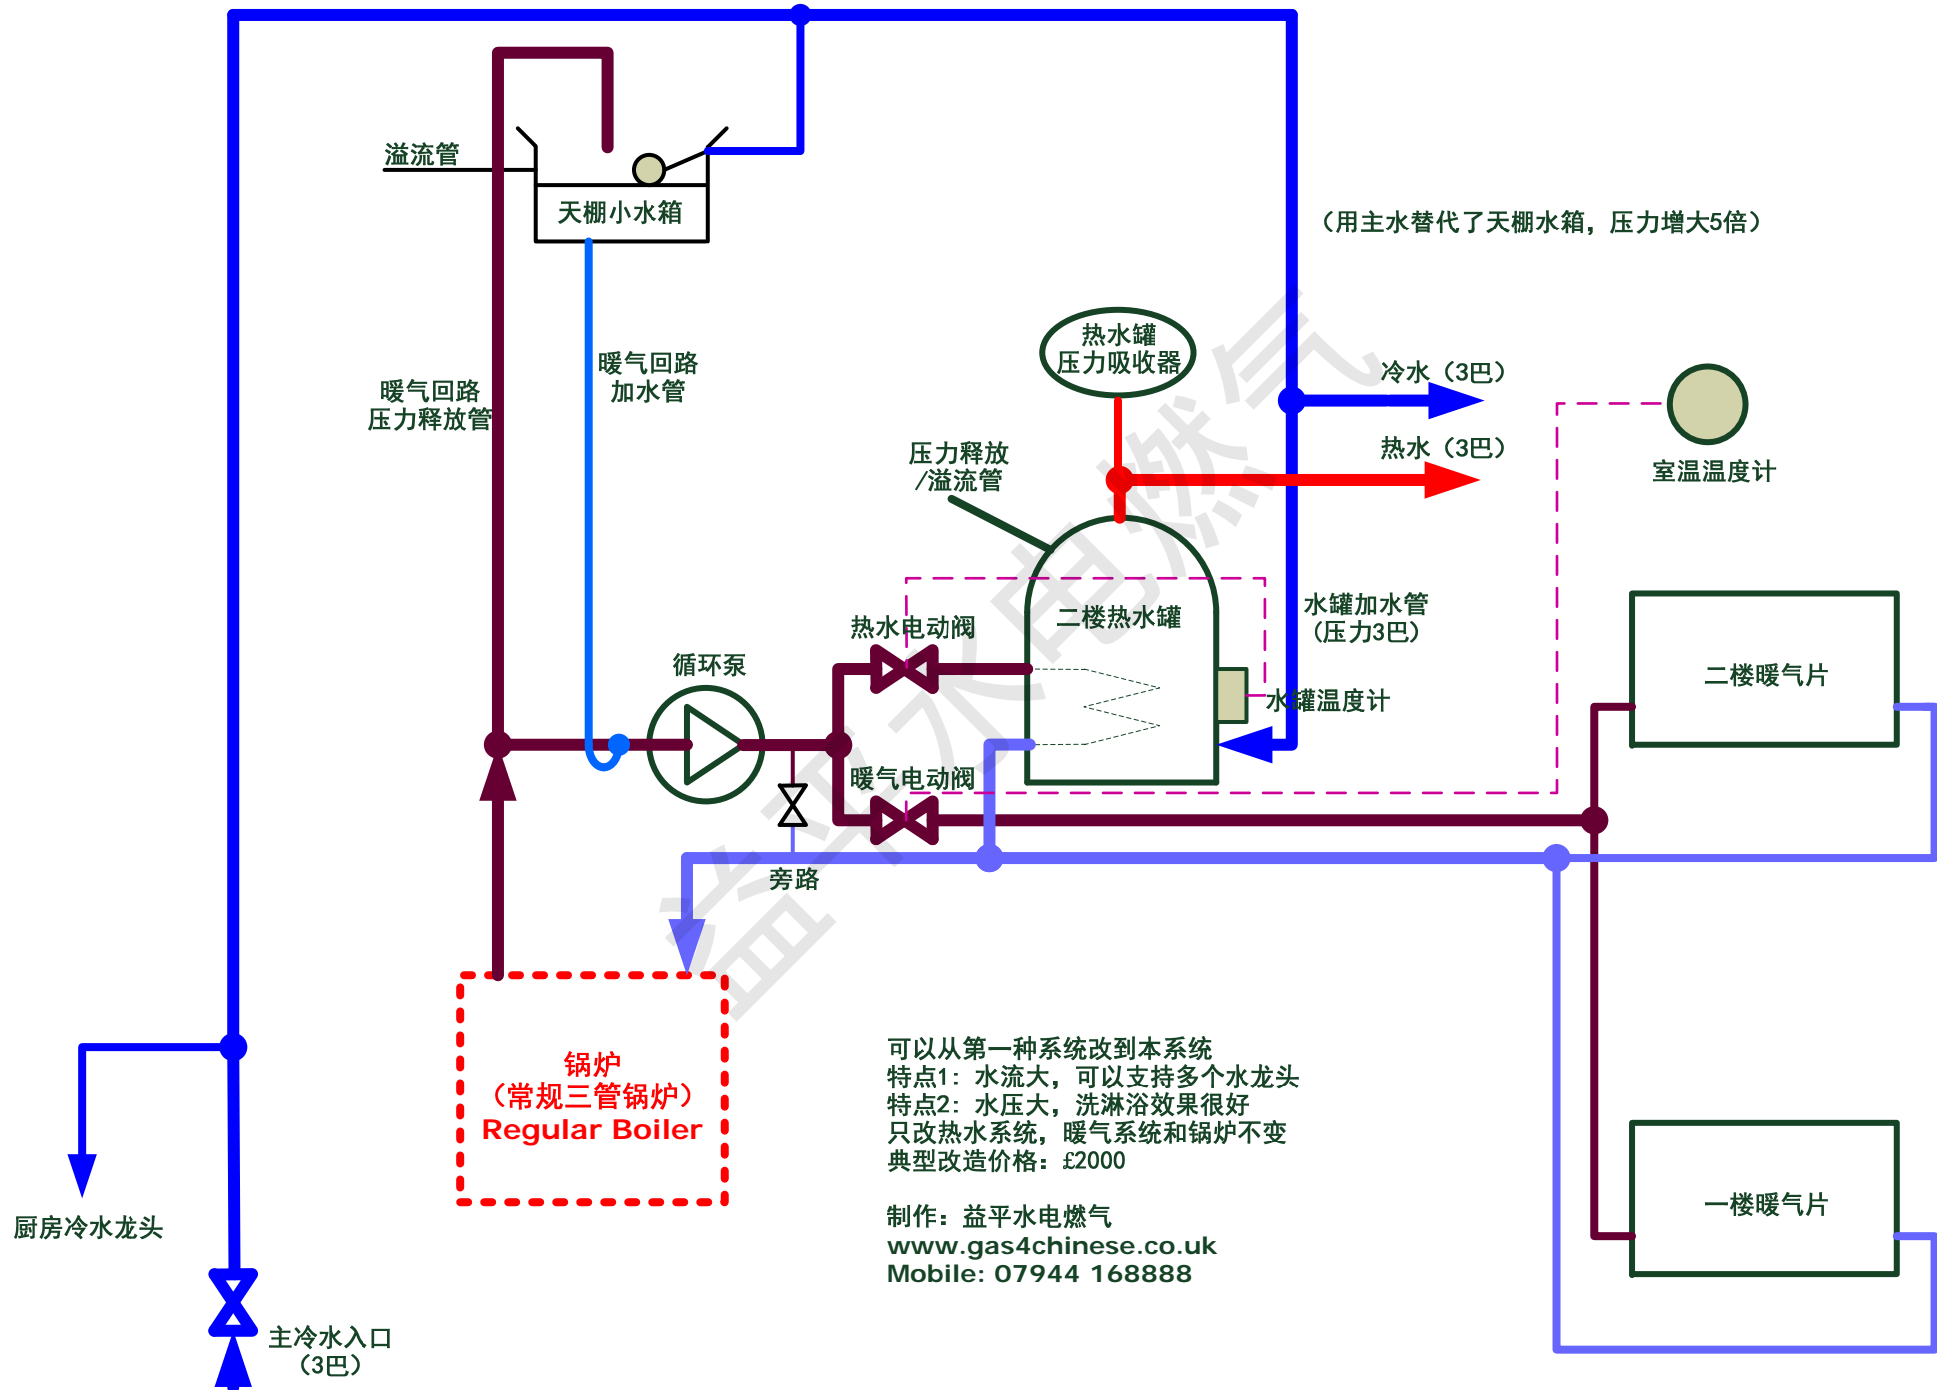 溢流管
天棚小水箱
(用主水替代了天棚水箱，压力增大5倍)
暖气回路
加水管
热水罐
压力吸收器
暖气回路
压力释放管
冷水（3巴）
热水（3巴）
压力释放
/溢流管
室温温度计
水罐加水管
(压力3巴)
二楼热水罐
热水电动阀
循环泵
水罐温度计
二楼暖气片
暖气电动阀
旁路
锅炉
（常规三管锅炉）
Regular Boiler
可以从第一种系统改到本系统
特点1：水流大，可以支持多个水龙头
特点2：水压大，洗淋浴效果很好
只改热水系统，暖气系统和锅炉不变
典型改造价格：£2000
制作：益平水电燃气
www.gas4chinese.co.uk
Mobile: 07944 168888
一楼暖气片
厨房冷水龙头
主冷水入口
（3巴）
益平水电燃气